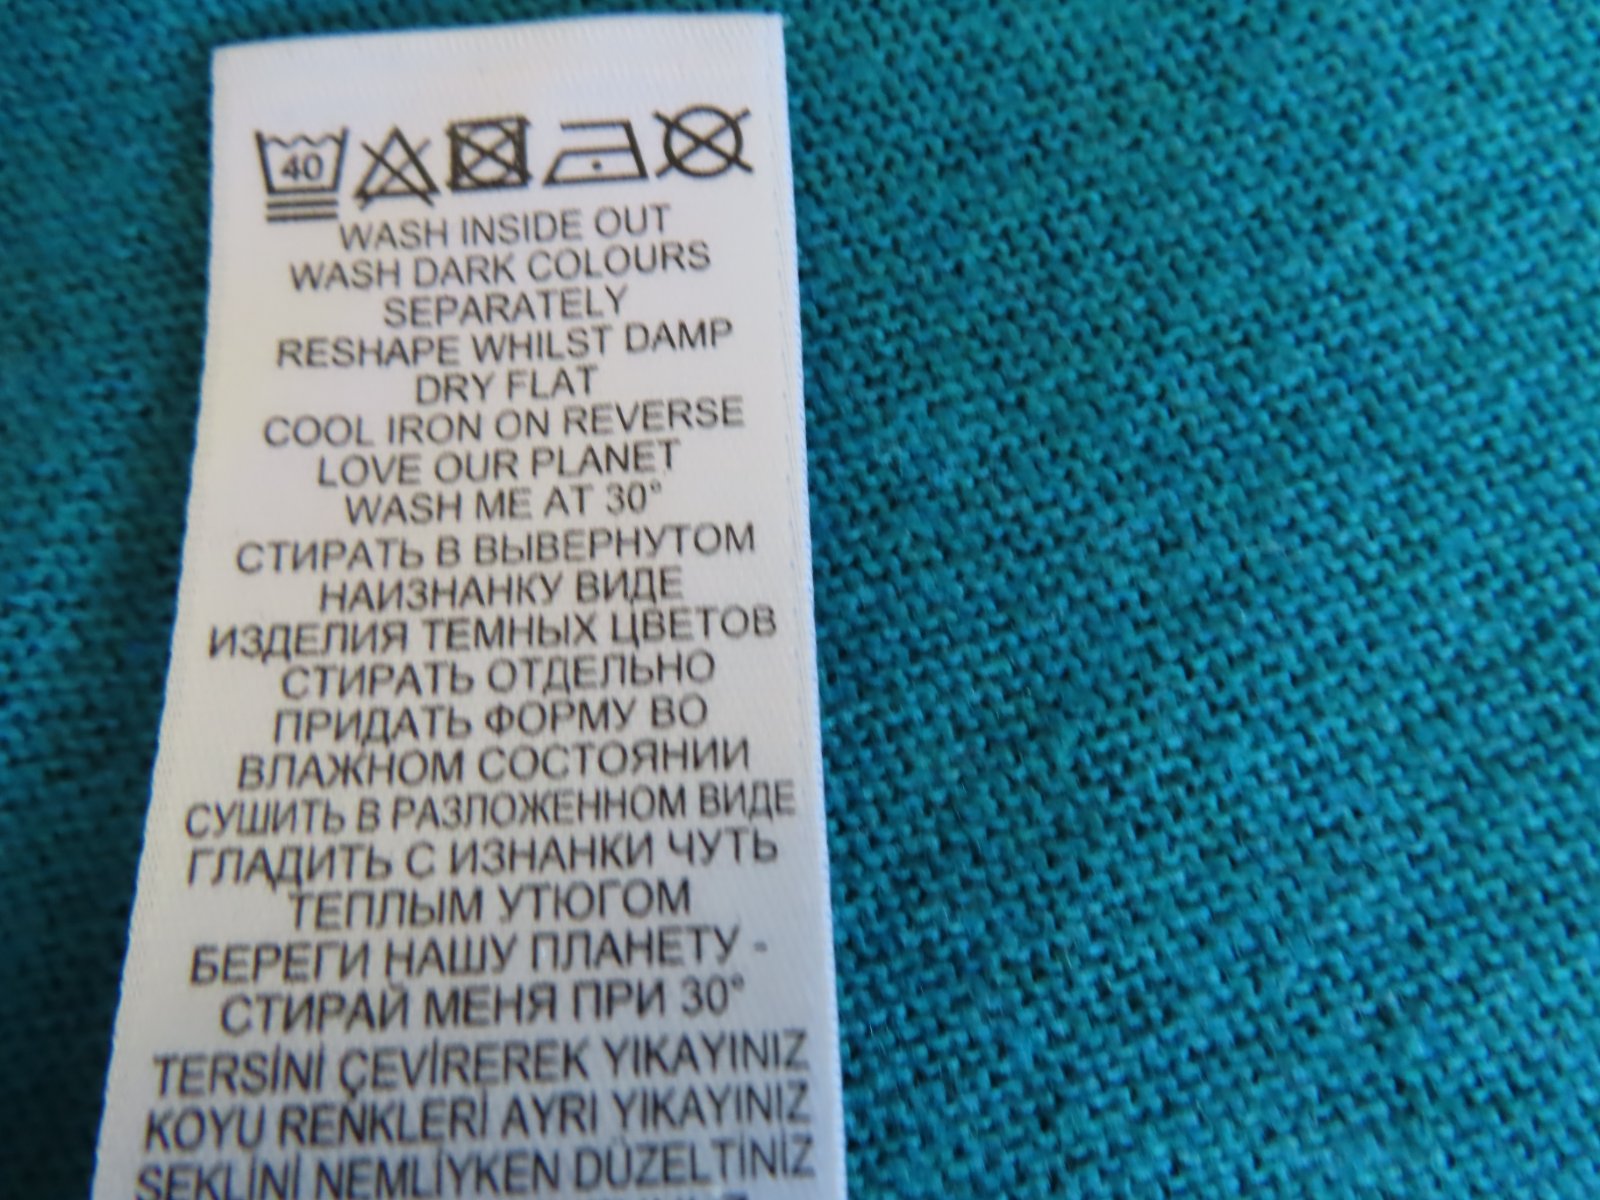 40
WASH INSIDE OUT
WASH DARK COLOURS
SEPARATELY
RESHAPE WHILST DAMP
DRY FLAT
COOL IRON ON REVERSE
LOVE OUR PLANET
WASH ME AT 30°
СТИРАТЬ В ВЫВЕРНУТОМ
НАИЗНАНКУ ВИДЕ
ИЗДЕЛИЯ ТЕМНЫХ ЦВЕТОВ
СТИРАТЬ ОТДЕЛЬНО
ПРИДАТЬ ФОРМУ ВО
ВЛАЖНОМ СОСТОЯНИИ
СУШИТЬ В РАЗЛОЖЕННОМ ВИДЕ
ГЛАДИТЬ С ИЗНАНКИ ЧУТЬ
ТЕПЛЫМ УТЮГОМ
БЕРЕГИ НАШУ ПЛАНЕТУ -
СТИРАЙ МЕНЯ ПРИ 30°
TERSİNİ ÇEVİREREK YIKAYINIZ
KOYU RENKLERİ AYRI YIKAYINIZ
ŞEKLİNİ NEMLİYKEN DÜZELTİNİZ